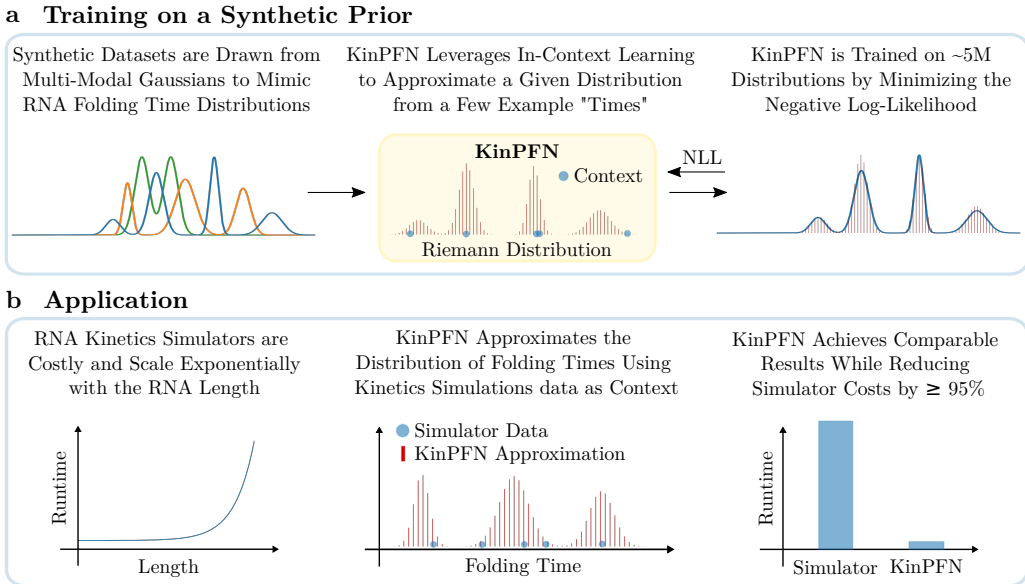 a Training on a Synthetic Prior
Synthetic Datasets are Drawn from
Multi-Modal Gaussians to Mimic
RNA Folding Time Distributions
KinPFN Leverages In-Context Learning
to Approximate a Given Distribution
from a Few Example "Times"
KinPFN
Context
Riemann Distribution
NLL
KinPFN is Trained on ~5M
Distributions by Minimizing the
Negative Log-Likelihood
b Application
RNA Kinetics Simulators are
Costly and Scale Exponentially
with the RNA Length
Runtime
Length
KinPFN Approximates the
Distribution of Folding Times Using
Kinetics Simulations data as Context
Simulator Data
KinPFN Approximation
Folding Time
KinPFN Achieves Comparable
Results While Reducing
Simulator Costs by ≥ 95%
Runtime
Simulator KinPFN